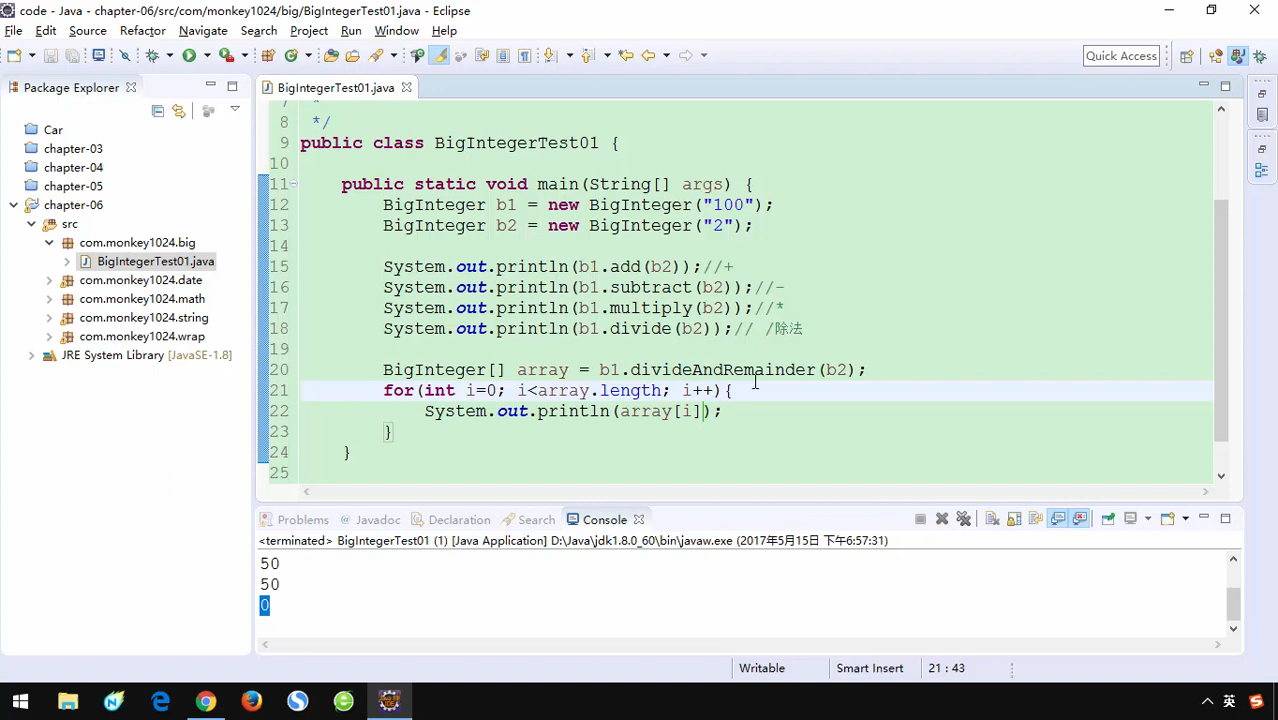 code - Java - chapter-06/src/com/monkey1024/big/BigIntegerTest01.java - Eclipse
File Edit Source Refactor Navigate Search Project Run Window Help
Quick Access
Package Explorer
BigIntegerTest01.java
Car
chapter-03
chapter-04
chapter-05
chapter-06
src
com.monkey1024.big
BigIntegerTest01.java
com.monkey1024.date
com.monkey1024.math
com.monkey1024.string
com.monkey1024.wrap
JRE System Library [JavaSE-1.8]
7 *
8 */
9 public class BigIntegerTest01 {
10
11 public static void main(String[] args) {
12 BigInteger b1 = new BigInteger("100");
13 BigInteger b2 = new BigInteger("2");
14
15 System.out.println(b1.add(b2));//+
16 System.out.println(b1.subtract(b2));//-
17 System.out.println(b1.multiply(b2));//*
18 System.out.println(b1.divide(b2));// /除法
19
20 BigInteger[] array = b1.divideAndRemainder(b2);
21 for(int i=0; i<array.length; i++){
22 System.out.println(array[i]);
23 }
24 }
25
Problems Javadoc Declaration Search Console
<terminated> BigIntegerTest01 (1) [Java Application] D:\Java\jdk1.8.0_60\bin\javaw.exe (2017年5月15日 下午6:57:31)
50
50
0
Writable Smart Insert 21 : 43
英